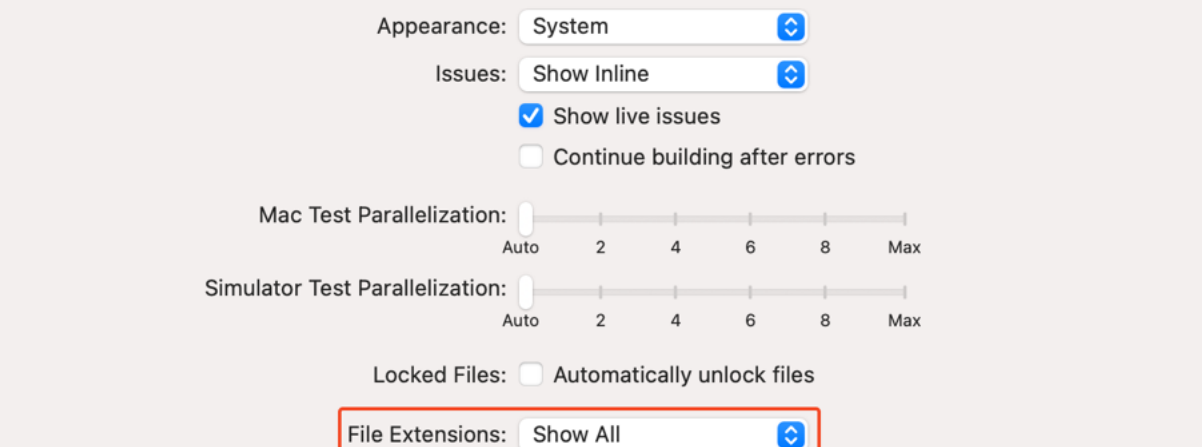 Appearance: System
Issues: Show Inline
Show live issues
Continue building after errors
Mac Test Parallelization:
Auto 2 4 6 8 Max
Simulator Test Parallelization:
Auto 2 4 6 8 Max
Locked Files: Automatically unlock files
File Extensions: Show All